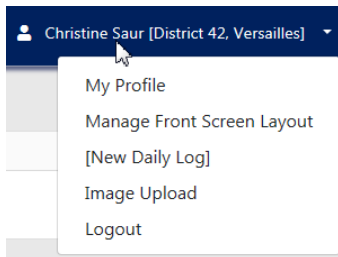 Christine Saur [District 42, Versailles]
My Profile
Manage Front Screen Layout
[New Daily Log]
Image Upload
Logout